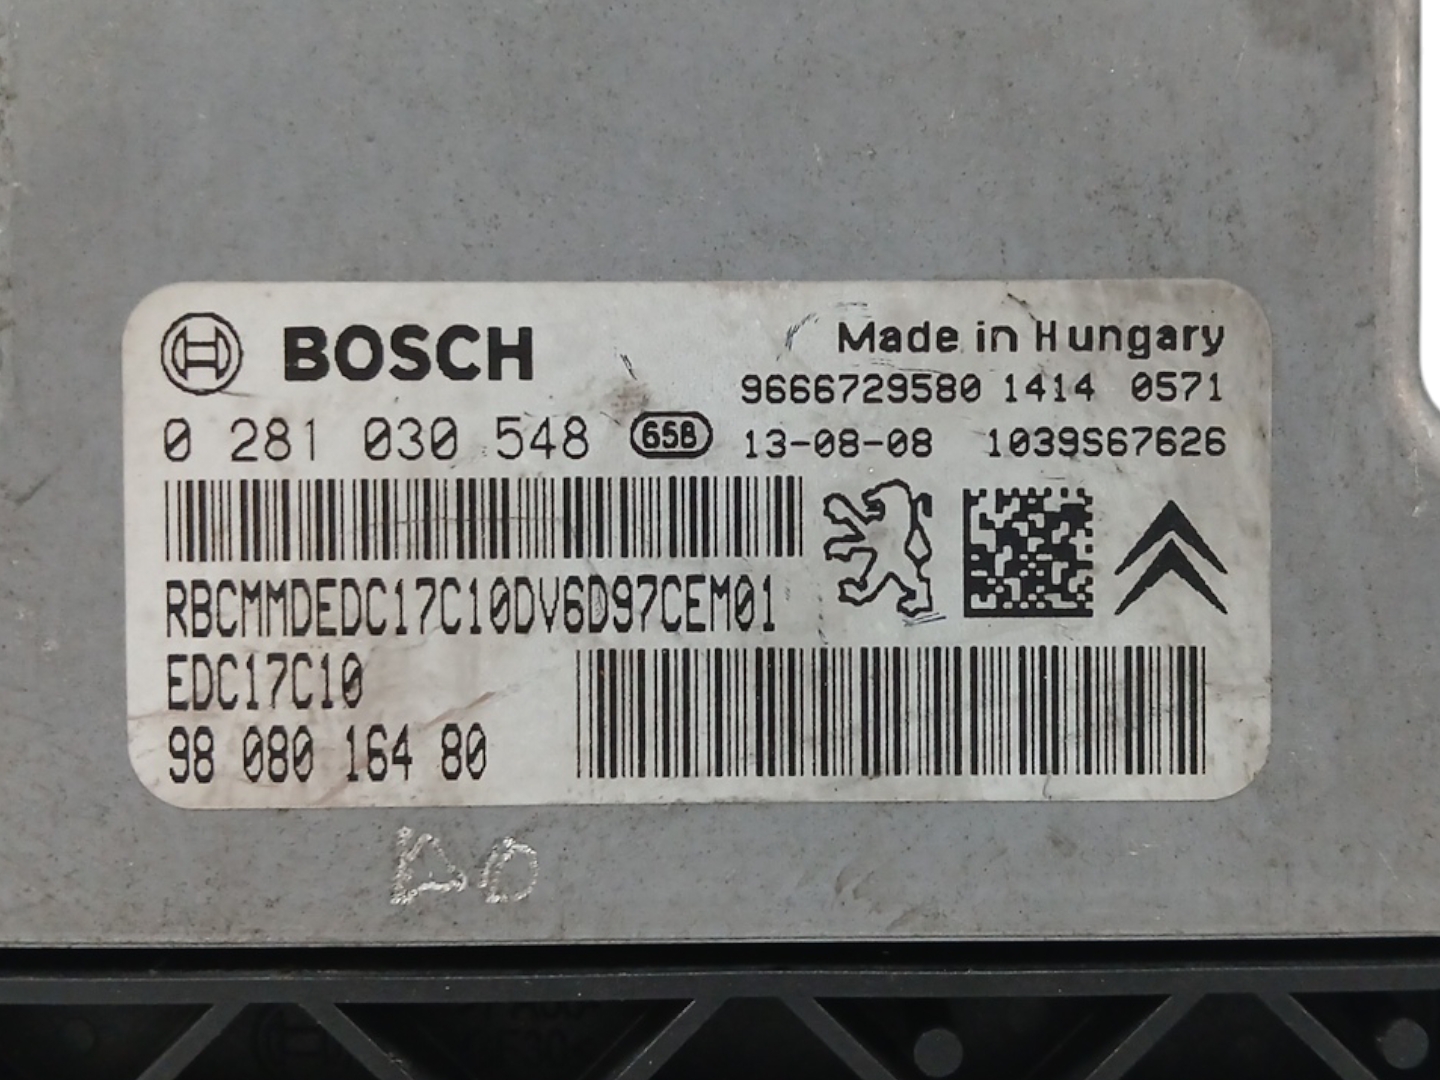 BOSCH
Made in Hungary
9666729580 1414 0571
0 281 030 548 65B 13-08-08 1039S67626
RBCMMDEDC17C10DV6D97CEM01
EDC17C10
98 080 164 80